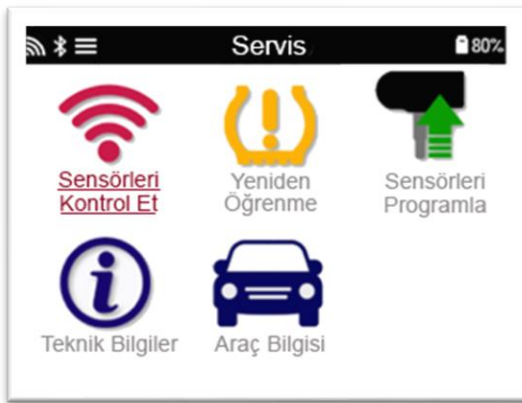 Servis
80%
Sensörleri
Kontrol Et
Yeniden
Öğrenme
Sensörleri
Programla
Teknik Bilgiler
Araç Bilgisi